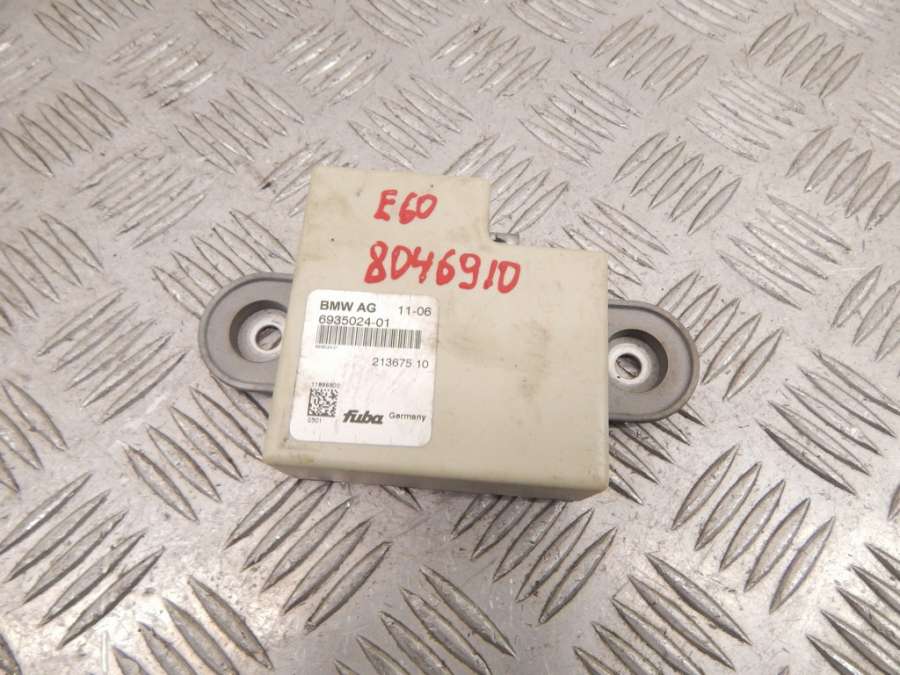 E60
8046910
BMW AG 11-06
6935024-01
213675 10
fuba Germany